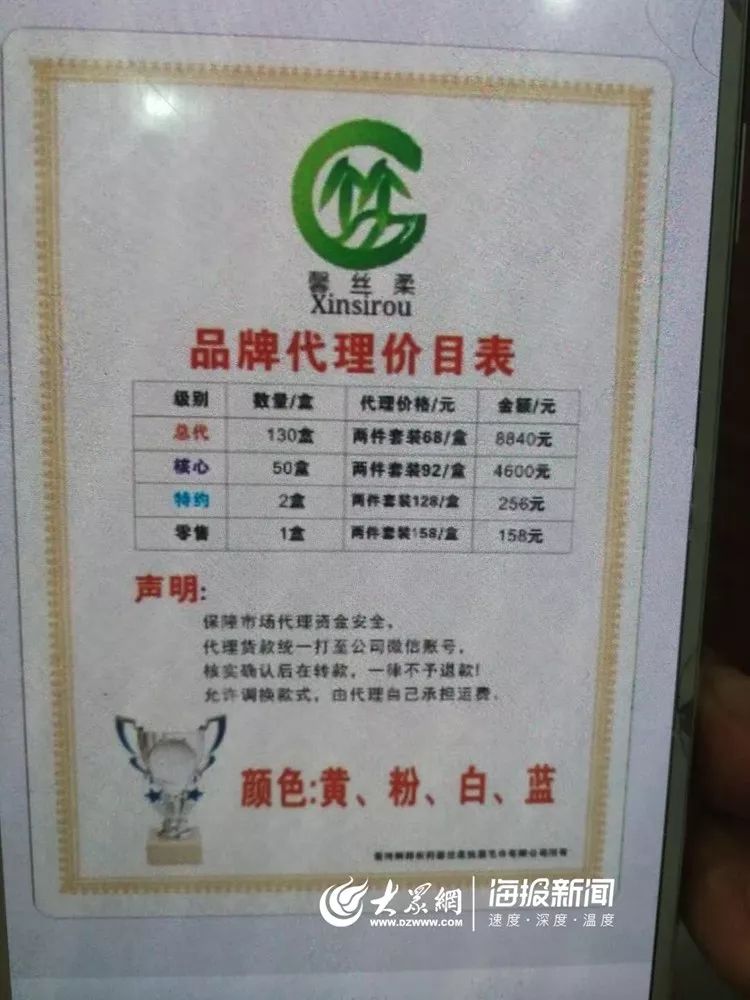 馨丝柔
Xinsirou
品牌代理价目表
级别 数量/盒 代理价格/元 金额/元
总代 130盒 两件套装68/盒 8840元
核心 50盒 两件套装92/盒 4600元
特约 2盒 两件套装128/盒 256元
零售 1盒 两件套装158/盒 158元
声明:
保障市场代理资金安全,
代理货款统一打至公司微信账号,
核实确认后在转款,一律不予退款!
允许调换款式,由代理自己承担运费.
颜色:黄、粉、白、蓝
大眾網 海报新闻
WWW.DZWWW.COM 速度·深度·温度